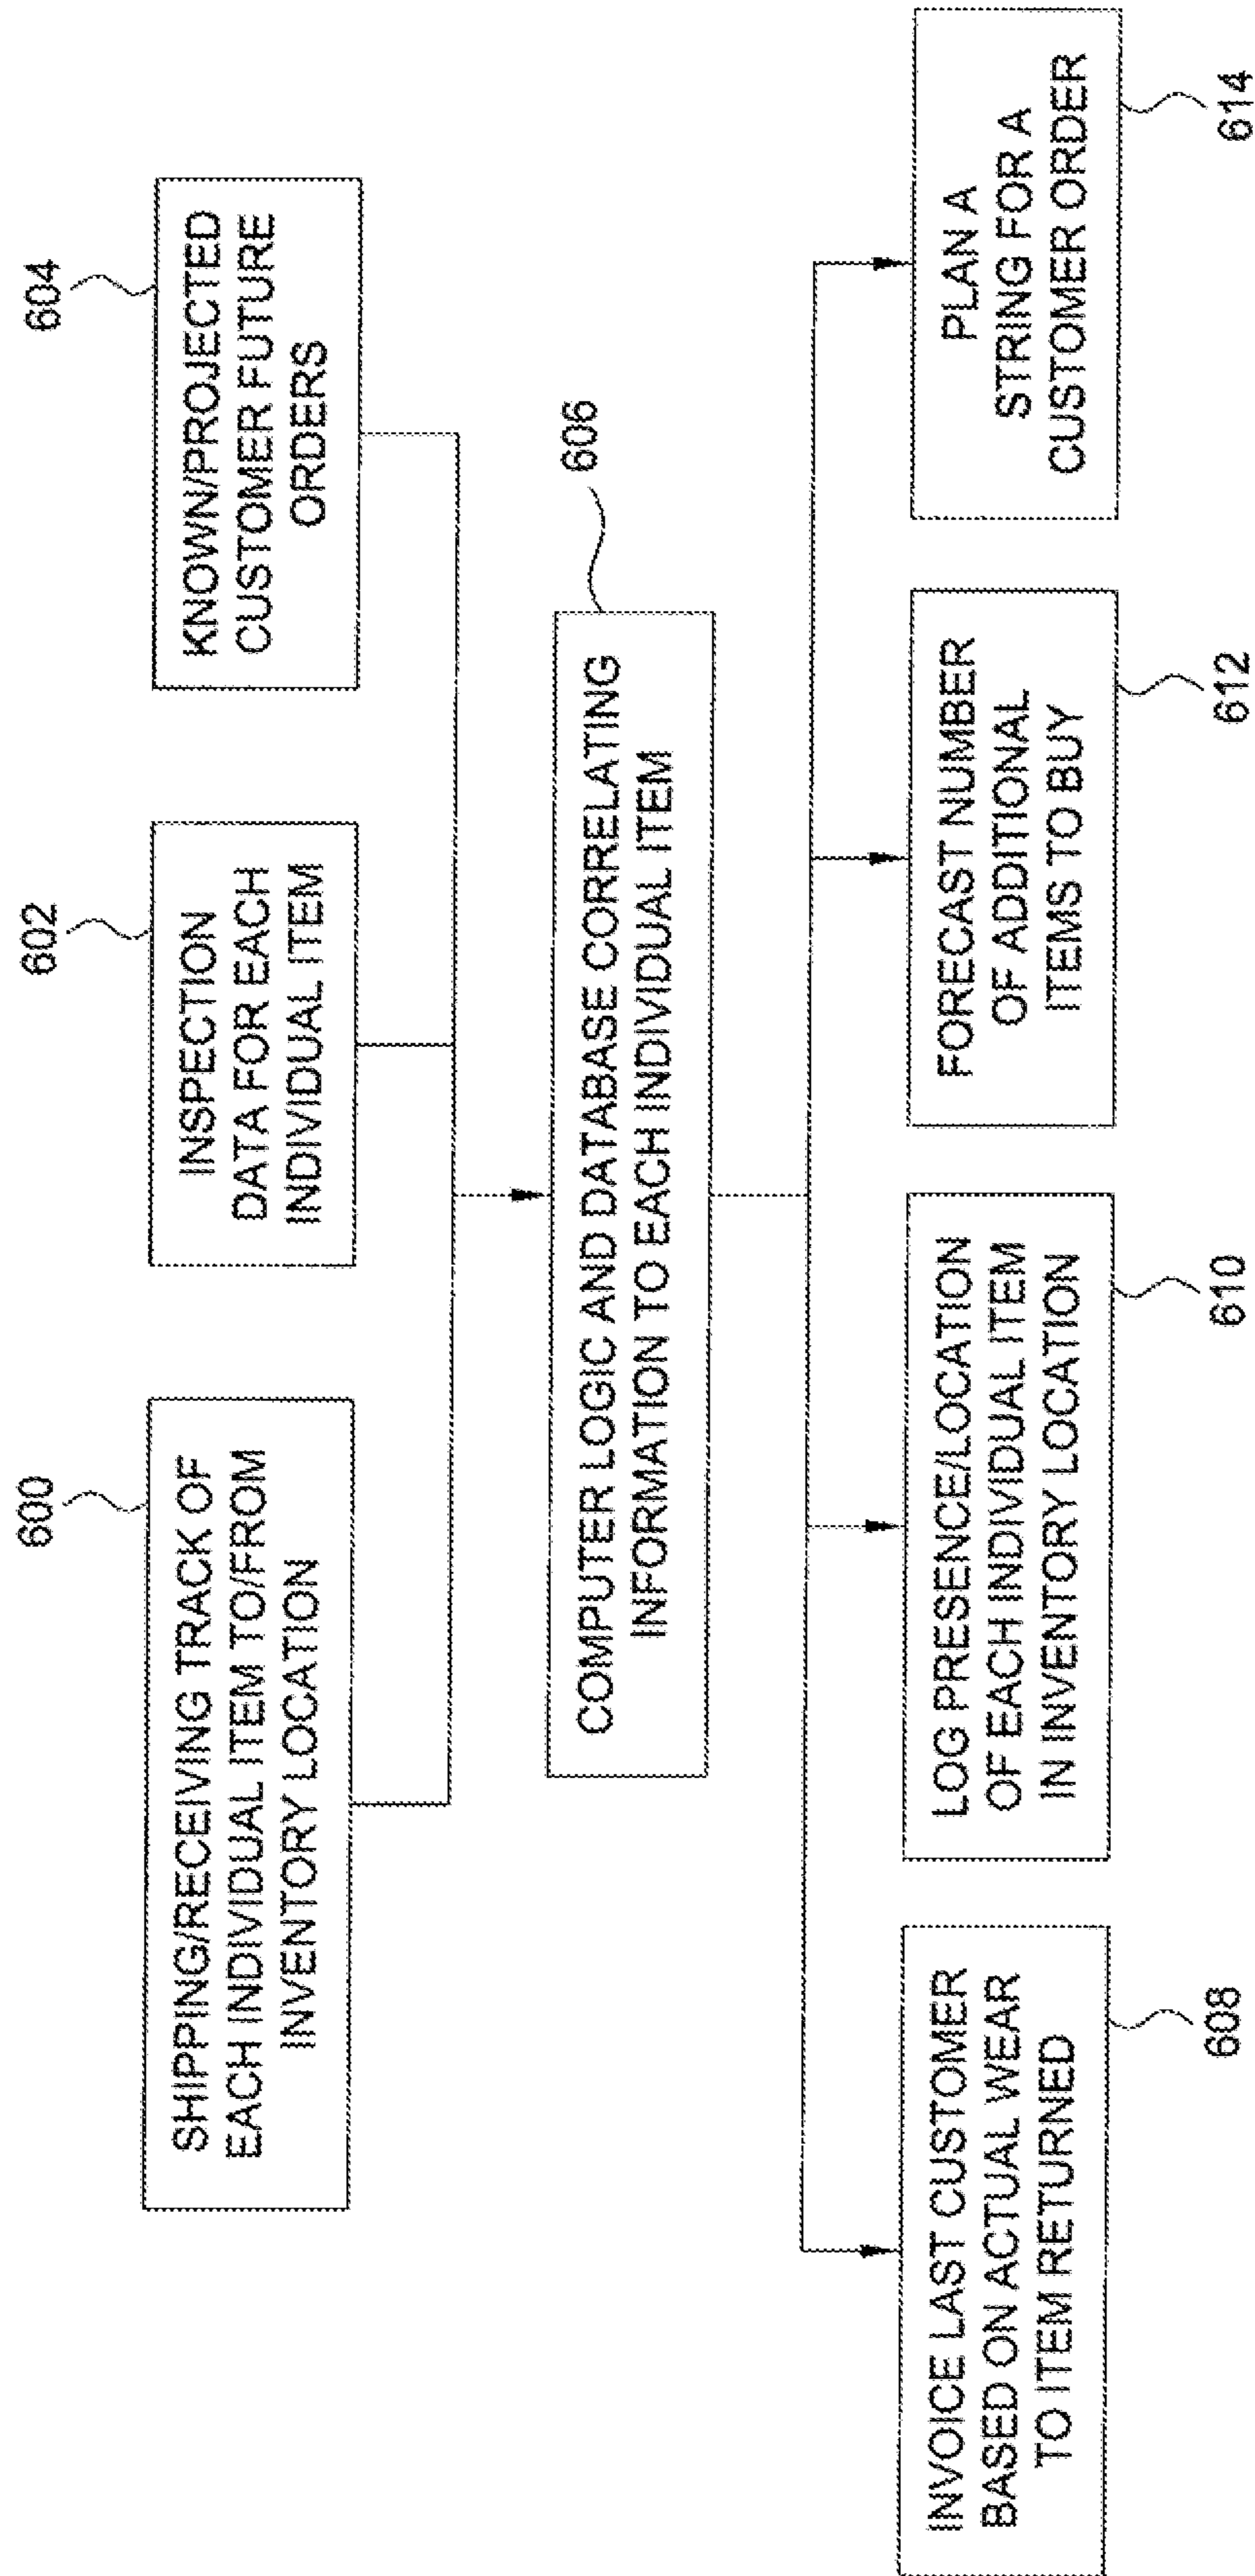 600
SHIPPING/RECEIVING TRACK OF
EACH INDIVIDUAL ITEM TO/FROM
INVENTORY LOCATION
602
INSPECTION
DATA FOR EACH
INDIVIDUAL ITEM
604
KNOWN/PROJECTED
CUSTOMER FUTURE
ORDERS
606
COMPUTER LOGIC AND DATABASE CORRELATING
INFORMATION TO EACH INDIVIDUAL ITEM
INVOICE LAST CUSTOMER
BASED ON ACTUAL WEAR
TO ITEM RETURNED
608
LOG PRESENCE/LOCATION
OF EACH INDIVIDUAL ITEM
IN INVENTORY LOCATION
610
FORECAST NUMBER
OF ADDITIONAL
ITEMS TO BUY
612
PLAN A
STRING FOR A
CUSTOMER ORDER
614